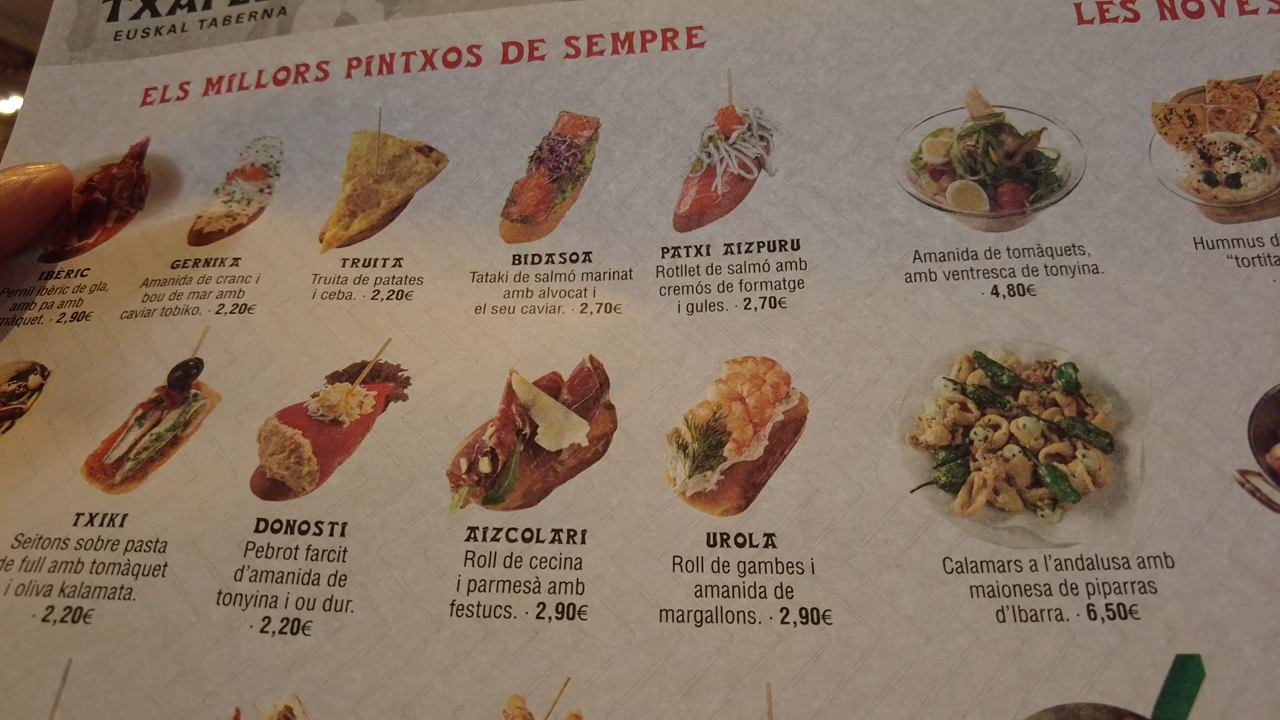 EUSKAL TABERNA
ELS MILLORS PINTXOS DE SEMPRE
LES NOVES
IBÈRIC
Pernil ibèric de gla,
amb pa amb
· 2,90€
GERNIKA
Amanida de cranc i
bou de mar amb
caviar tobiko. · 2,20€
TRUITA
Truita de patates
i ceba. · 2,20€
BIDASOA
Tataki de salmó marinat
amb alvocat i
el seu caviar. · 2,70€
PATXI AIZPURU
Rotllet de salmó amb
cremós de formatge
i gules. · 2,70€
Amanida de tomàquets,
amb ventresca de tonyina.
· 4,80€
Hummus d
"tortita
TXIKI
Seitons sobre pasta
de full amb tomàquet
i oliva kalamata.
· 2,20€
DONOSTI
Pebrot farcit
d'amanida de
tonyina i ou dur.
· 2,20€
AIZCOLARI
Roll de cecina
i parmesà amb
festucs. · 2,90€
UROLA
Roll de gambes i
amanida de
margallons. · 2,90€
Calamars a l'andalusa amb
maionesa de piparras
d'Ibarra. · 6,50€